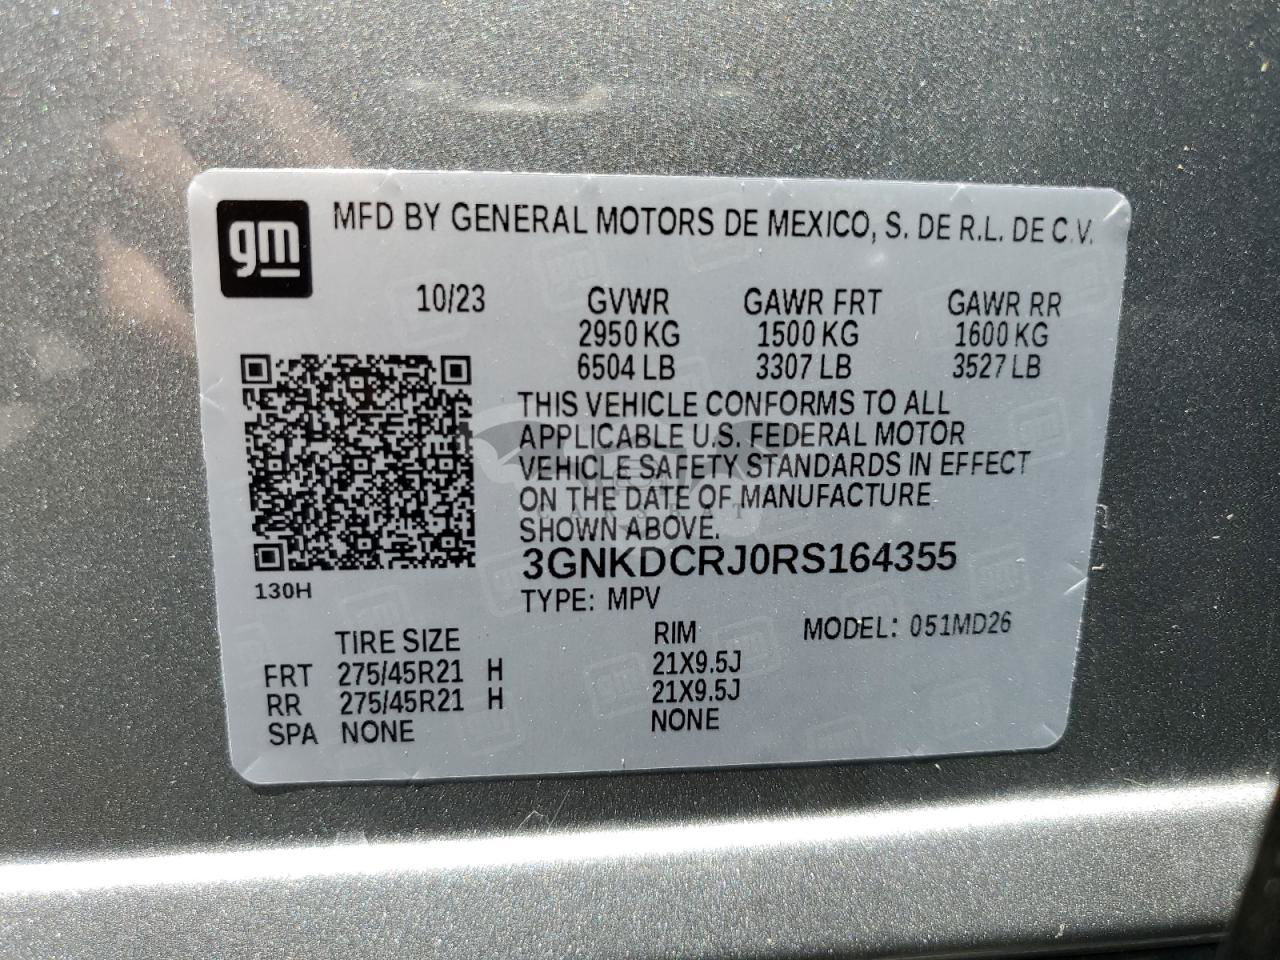 gm
MFD BY GENERAL MOTORS DE MEXICO, S. DE R.L. DE C.V.
10/23 GVWR GAWR FRT GAWR RR
2950 KG 1500 KG 1600 KG
6504 LB 3307 LB 3527 LB
THIS VEHICLE CONFORMS TO ALL
APPLICABLE U.S. FEDERAL MOTOR
VEHICLE SAFETY STANDARDS IN EFFECT
ON THE DATE OF MANUFACTURE
SHOWN ABOVE.
3GNKDCRJ0RS164355
130H
TYPE: MPV
TIRE SIZE RIM MODEL: 051MD26
FRT 275/45R21 H 21X9.5J
RR 275/45R21 H 21X9.5J
SPA NONE NONE